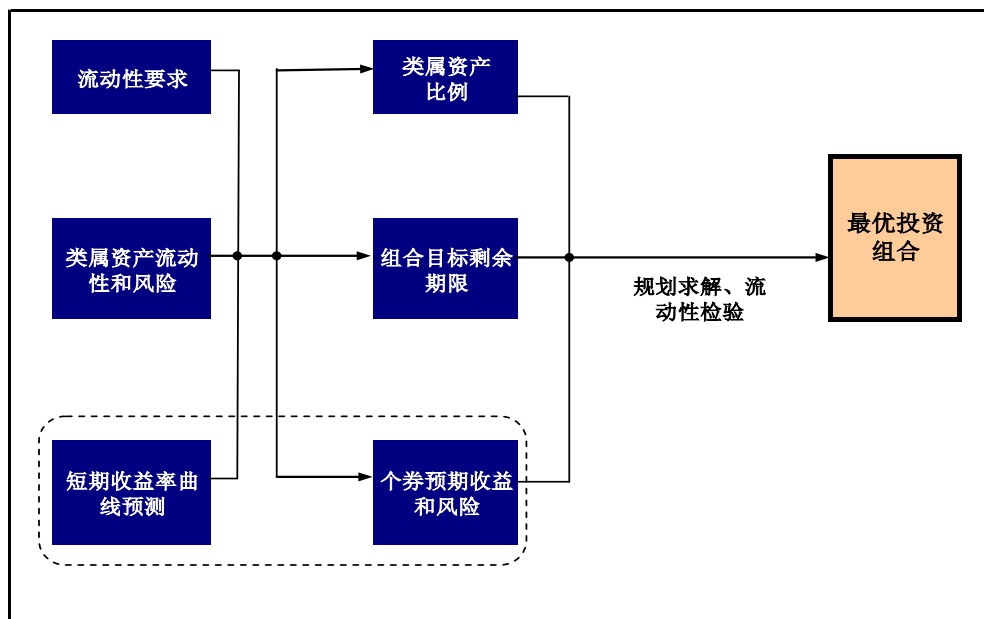 流动性要求
类属资产
比例
类属资产流动
性和风险
组合目标剩余
期限
最优投资
组合
规划求解、流
动性检验
短期收益率曲
线预测
个券预期收益
和风险